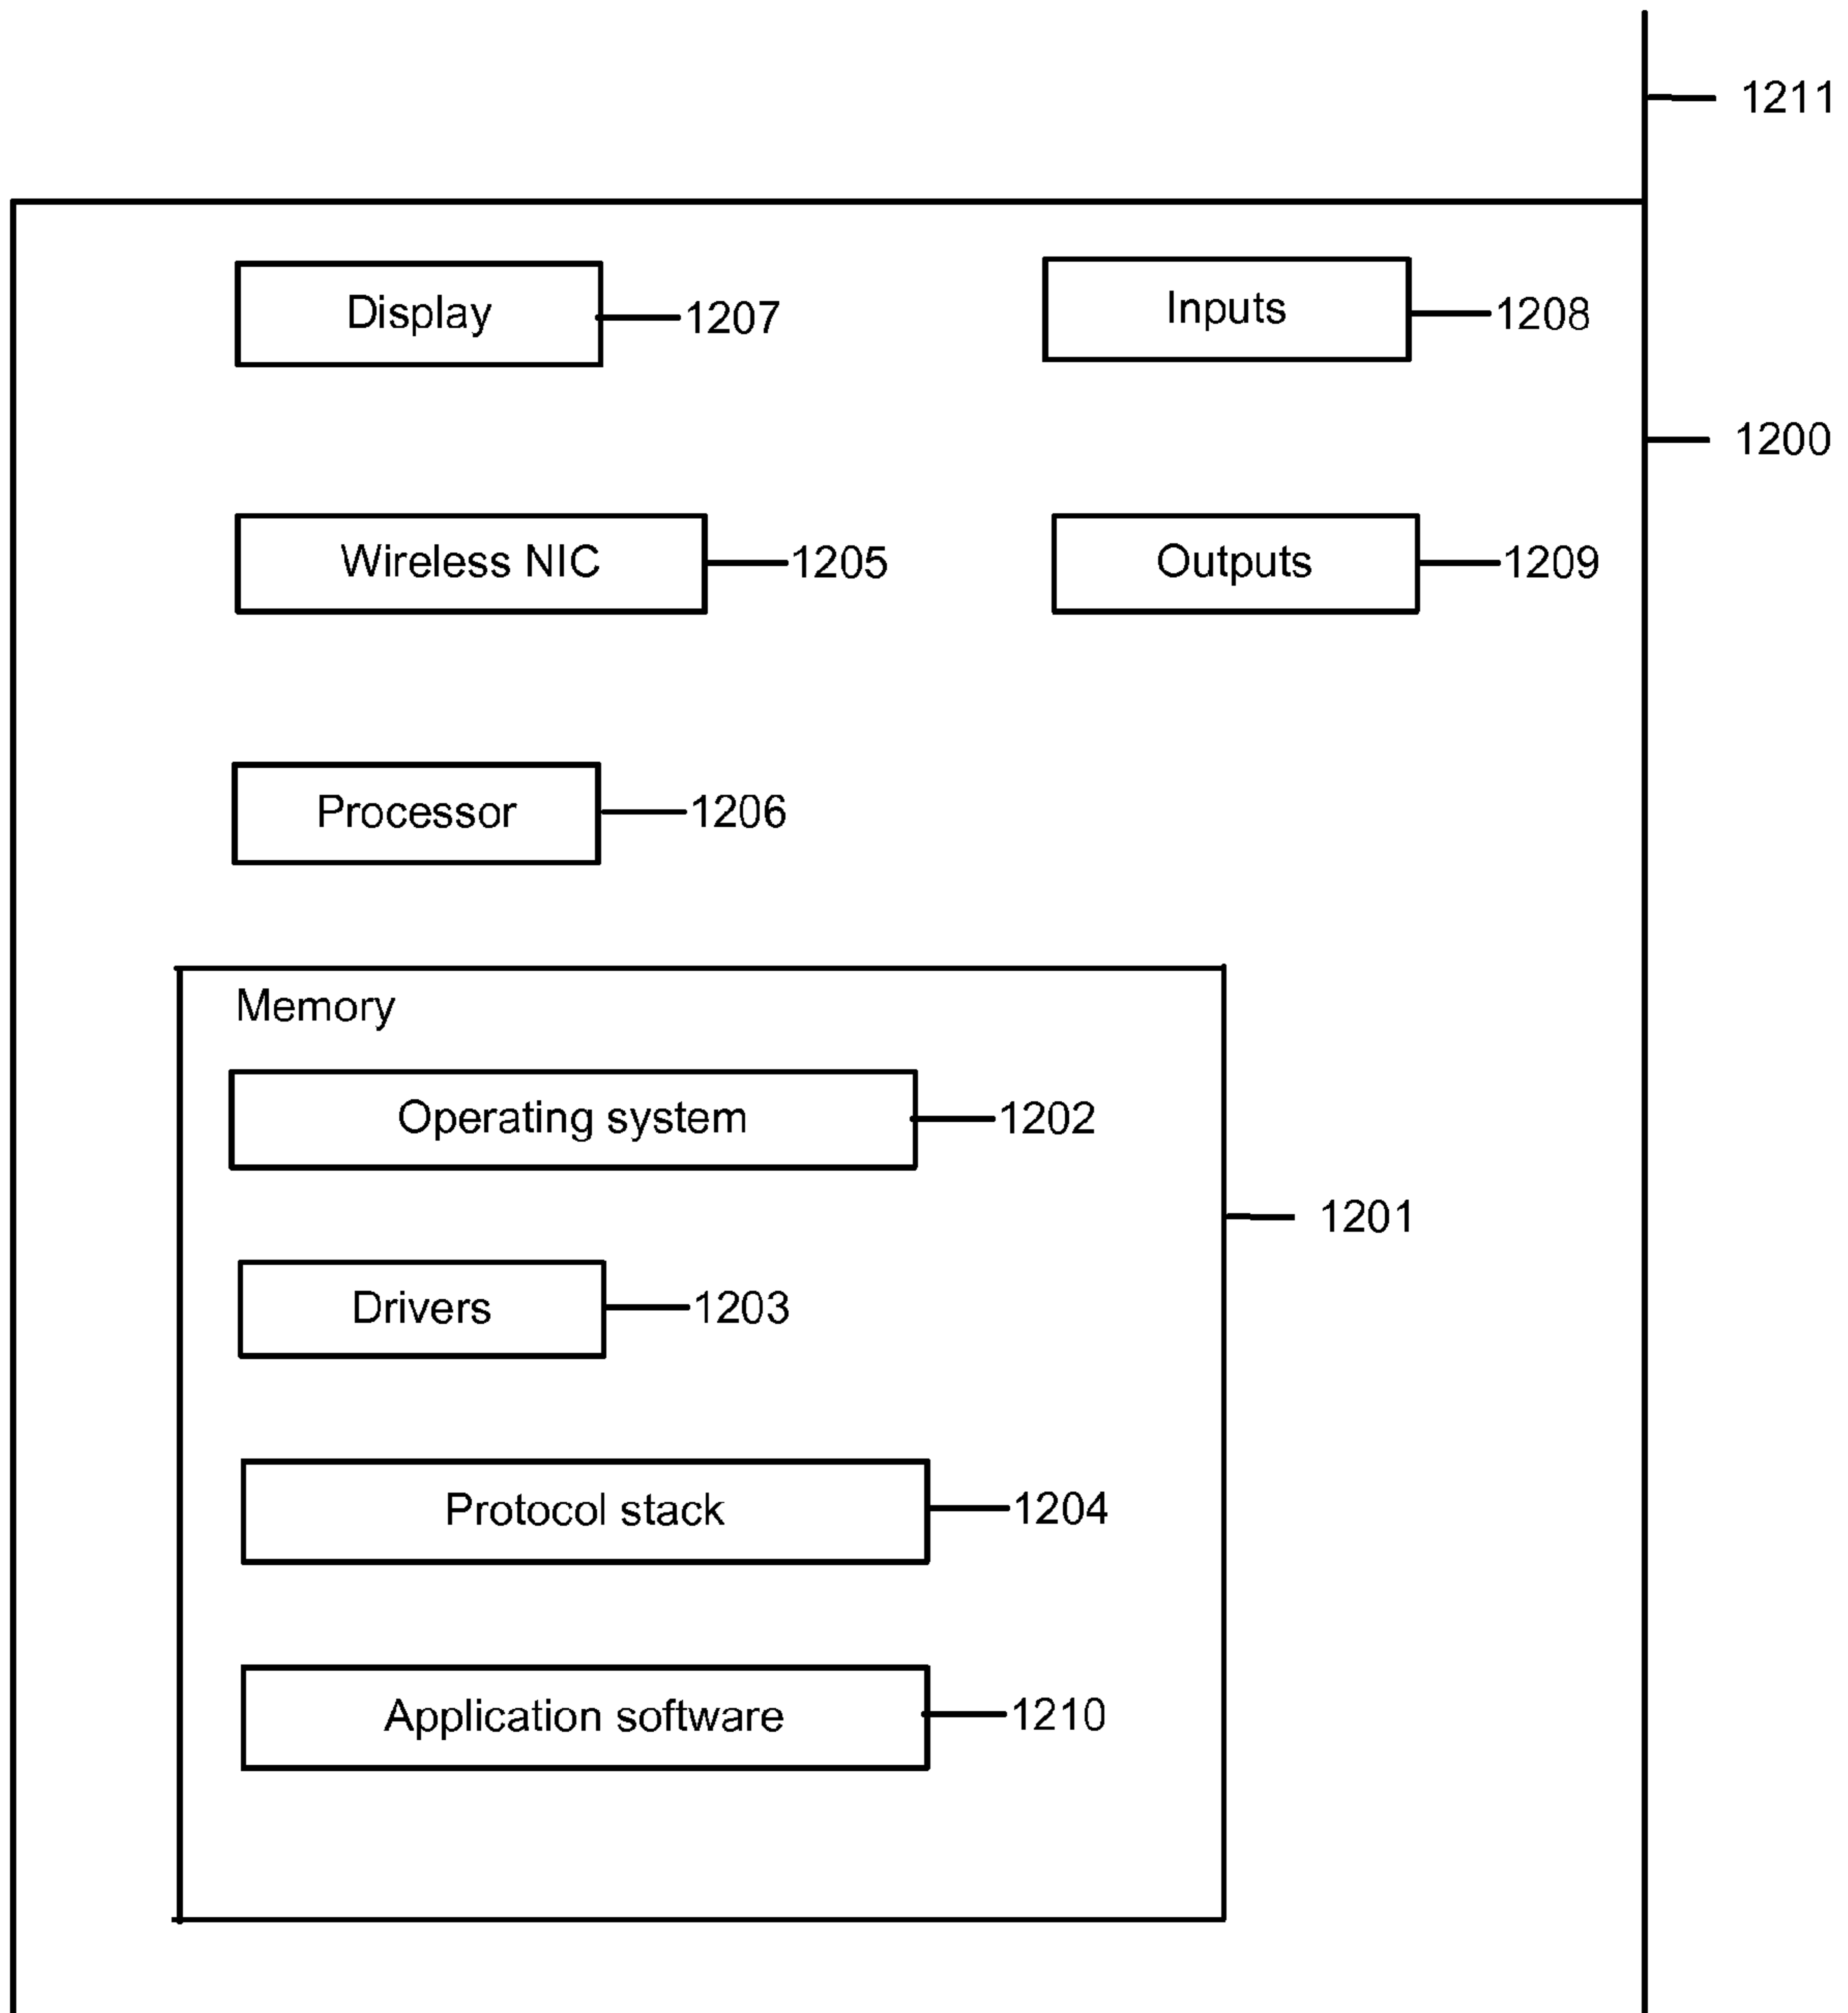 1211
Display 1207
Inputs 1208
1200
Wireless NIC 1205
Outputs 1209
Processor 1206
Memory
Operating system 1202
1201
Drivers 1203
Protocol stack 1204
Application software 1210